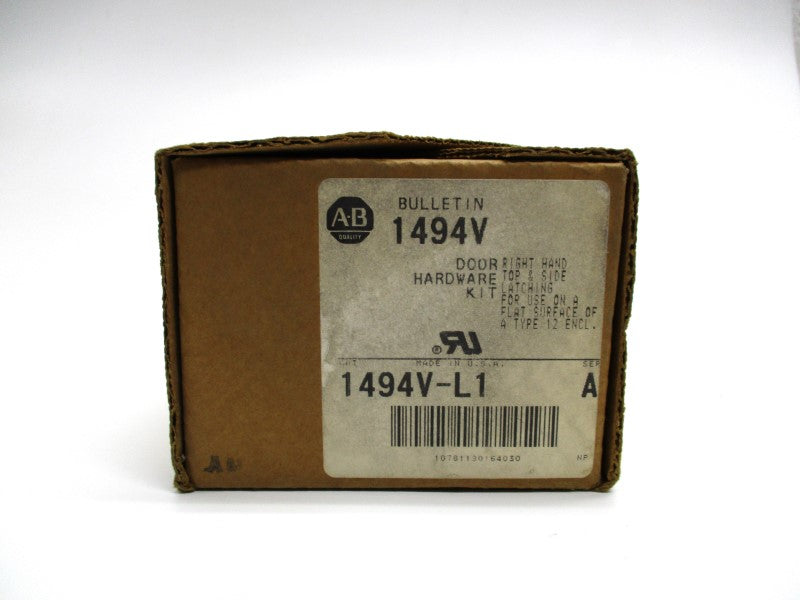 BULLETIN
A-B
QUALITY
1494V
DOOR
HARDWARE
KIT
RIGHT HAND
TOP & SIDE
LATCHING
FOR USE ON A
FLAT SURFACE OF
A TYPE 12 ENCL.
®
CAT
MADE IN U.S.A.
SER
1494V-L1
A
NP